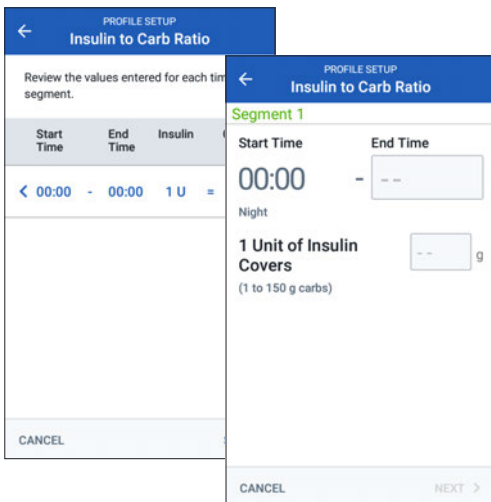 PROFILE SETUP
Insulin to Carb Ratio
Review the values entered for each
segment.
Start Time
End Time
Insulin
00:00 - 00:00 1 U =
CANCEL
PROFILE SETUP
Insulin to Carb Ratio
Segment 1
Start Time End Time
00:00 - - -
Night
1 Unit of Insulin
Covers
- - g
(1 to 150 g carbs)
CANCEL NEXT >